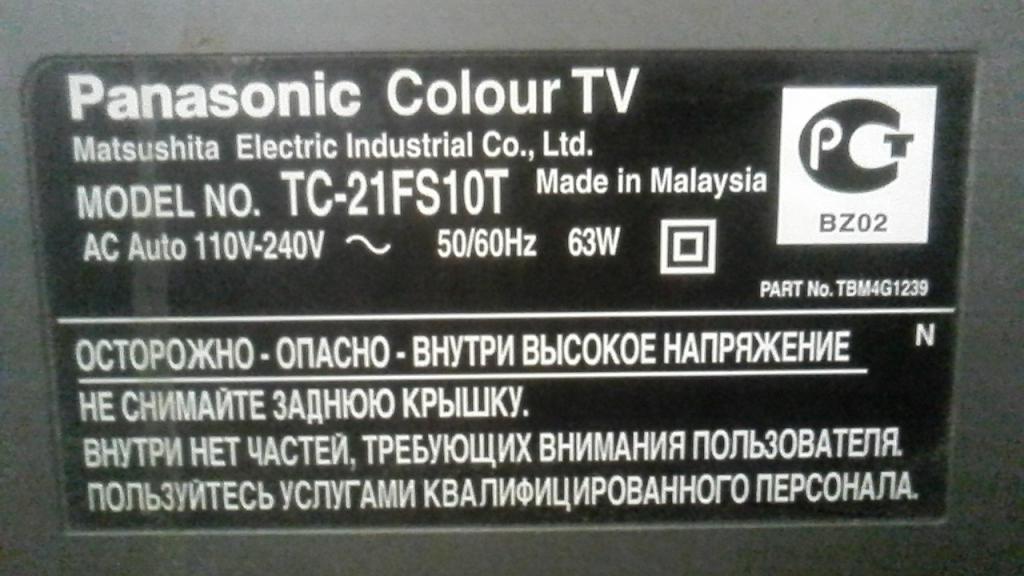 Panasonic Colour TV
Matsushita Electric Industrial Co., Ltd.
MODEL NO. TC-21FS10T Made in Malaysia
AC Auto 110V-240V ~ 50/60Hz 63W
РСТ
BZ02
PART No. TBM4G1239
N
ОСТОРОЖНО - ОПАСНО - ВНУТРИ ВЫСОКОЕ НАПРЯЖЕНИЕ
НЕ СНИМАЙТЕ ЗАДНЮЮ КРЫШКУ.
ВНУТРИ НЕТ ЧАСТЕЙ, ТРЕБУЮЩИХ ВНИМАНИЯ ПОЛЬЗОВАТЕЛЯ.
ПОЛЬЗУЙТЕСЬ УСЛУГАМИ КВАЛИФИЦИРОВАННОГО ПЕРСОНАЛА.